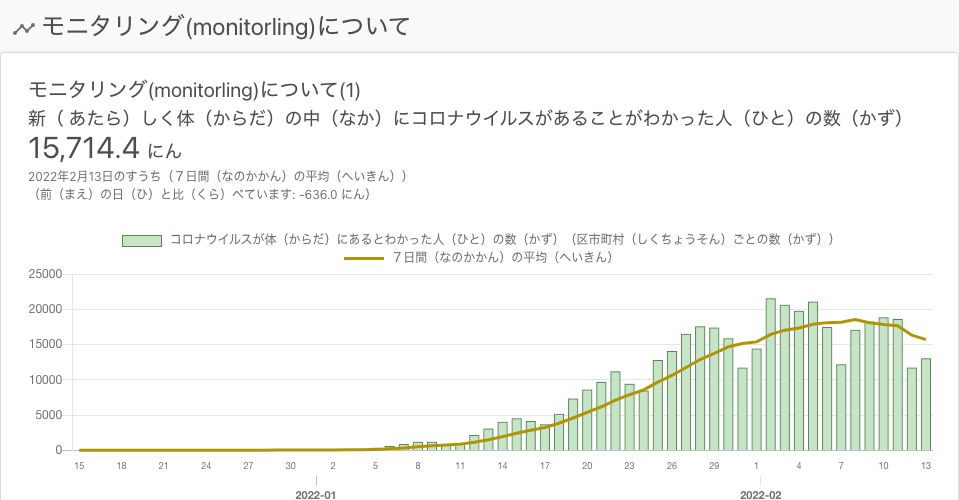 モニタリング(monitorling)について
モニタリング(monitorling)について(1)
新（ あたら）しく体（からだ）の中（なか）にコロナウイルスがあることがわかった人（ひと）の数（かず）
15,714.4 にん
2022年2月13日のすうち（７日間（なのかかん）の平均（へいきん））
（前（まえ）の日（ひ）と比（くら）べています: -636.0 にん）
コロナウイルスが体（からだ）にあるとわかった人（ひと）の数（かず）（区市町村（しくちょうそん）ごとの数（かず））
７日間（なのかかん）の平均（へいきん）
25000
20000
15000
10000
5000
0
15 18 21 24 27 30 2 5 8 11 14 17 20 23 26 29 1 4 7 10 13
2022-01 2022-02